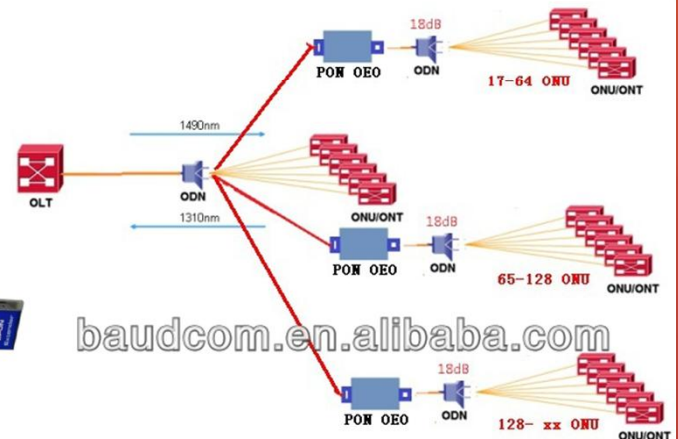 18dB
PON OEO
ODN
17-64 ONU
ONU/ONT
1490nm
OLT
ODN
1310nm
ONU/ONT
18dB
PON OEO
ODN
65-128 ONU
ONU/ONT
baudcom.en.alibaba.com
18dB
PON OEO
ODN
128- xx ONU
ONU/ONT